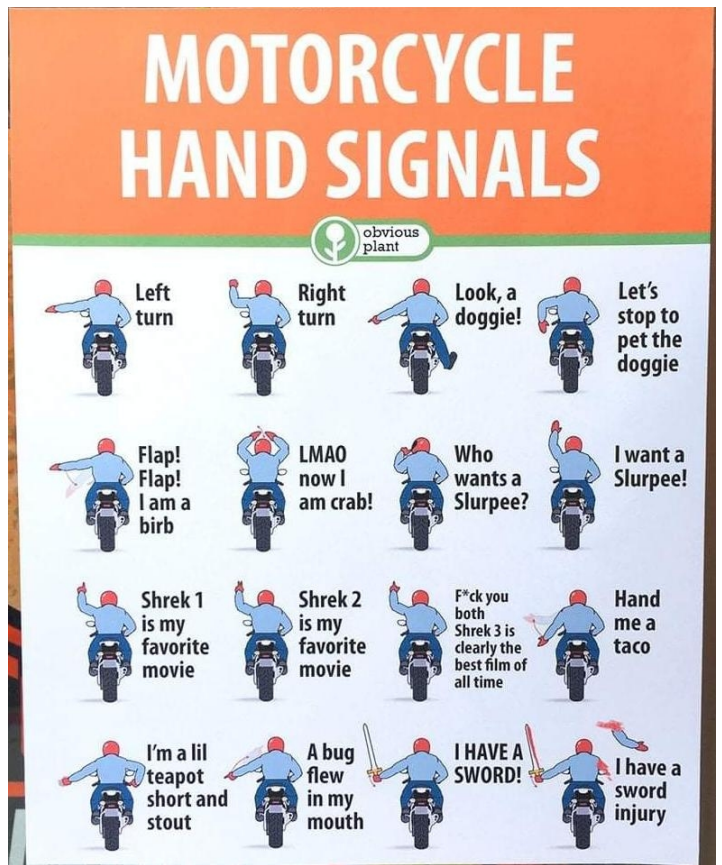 MOTORCYCLE
HAND SIGNALS
obvious
plant
Left
turn
Right
turn
Look, a
doggie!
Let's
stop to
pet the
doggie
Flap!
Flap!
I am a
birb
LMAO
now I
am crab!
Who
wants a
Slurpee?
I want a
Slurpee!
Shrek 1
is my
favorite
movie
Shrek 2
is my
favorite
movie
F*ck you
both
Shrek 3 is
clearly the
best film of
all time
Hand
me a
taco
I'm a lil
teapot
short and
stout
A bug
flew
in my
mouth
I HAVE A
SWORD!
I have a
sword
injury